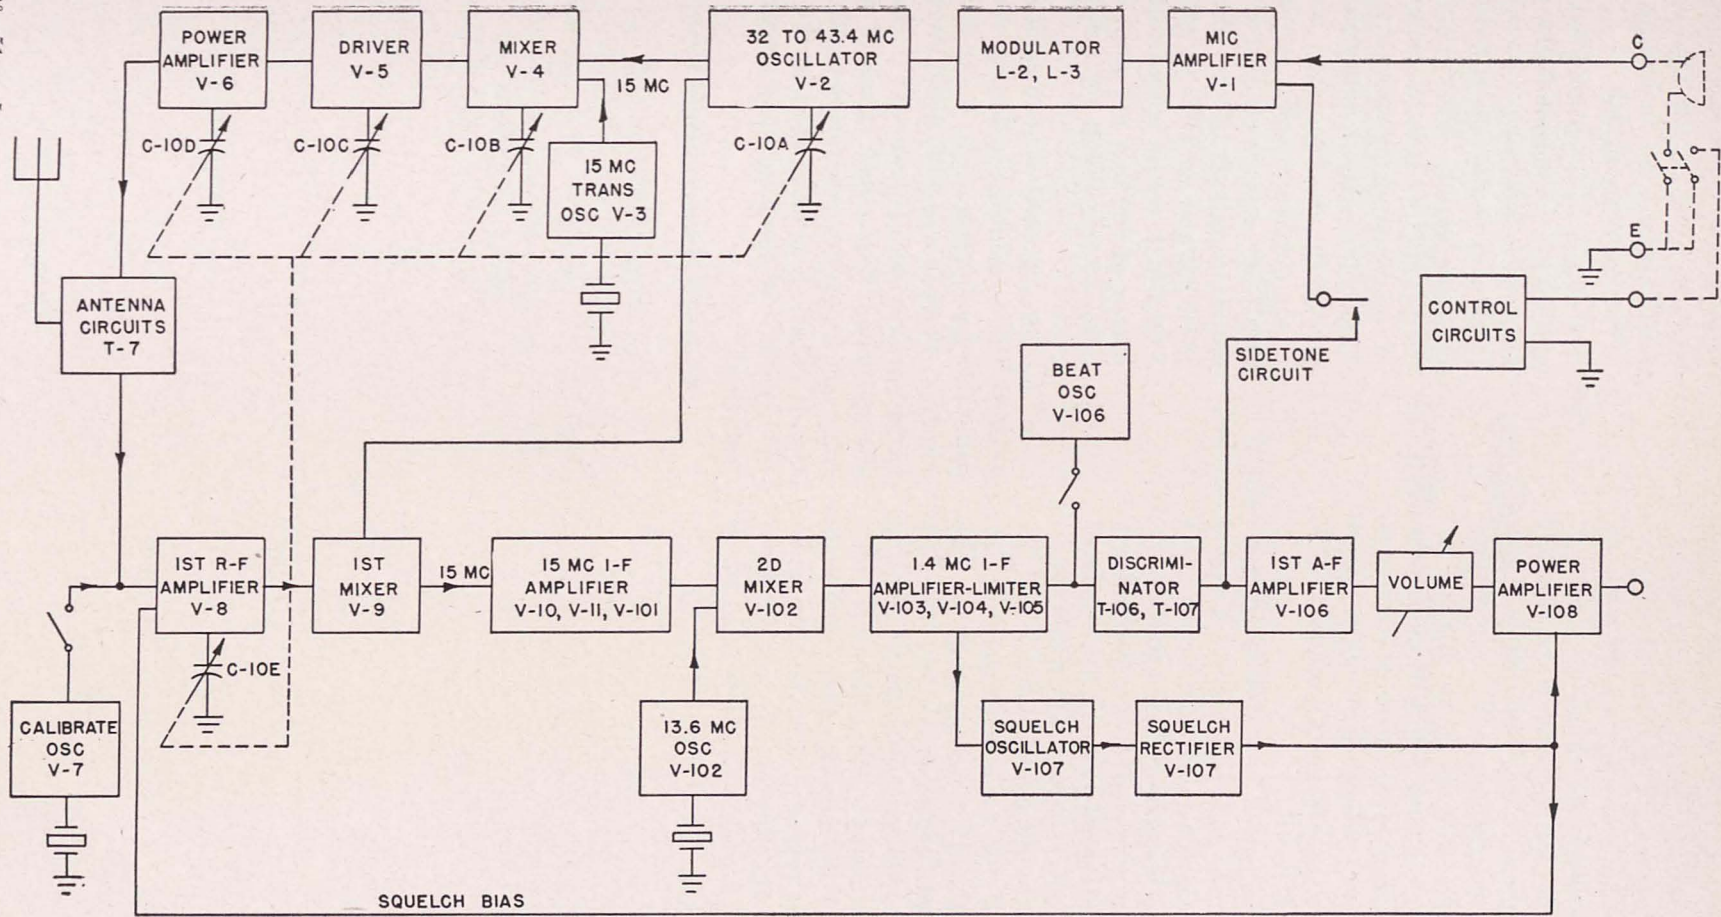 POWER
AMPLIFIER
V-6
DRIVER
V-5
MIXER
V-4
15 MC
32 TO 43.4 MC
OSCILLATOR
V-2
MODULATOR
L-2, L-3
MIC
AMPLIFIER
V-1
C
C-10D
C-10C
C-10B
15 MC
TRANS
OSC V-3
C-10A
E
ANTENNA
CIRCUITS
T-7
CONTROL
CIRCUITS
SIDETONE
CIRCUIT
BEAT
OSC
V-106
1ST R-F
AMPLIFIER
V-8
1ST
MIXER
V-9
15 MC
15 MC I-F
AMPLIFIER
V-10, V-11, V-101
2D
MIXER
V-102
1.4 MC I-F
AMPLIFIER-LIMITER
V-103, V-104, V-105
DISCRIMI-
NATOR
T-106, T-107
1ST A-F
AMPLIFIER
V-106
VOLUME
POWER
AMPLIFIER
V-108
C-10E
CALIBRATE
OSC
V-7
13.6 MC
OSC
V-102
SQUELCH
OSCILLATOR
V-107
SQUELCH
RECTIFIER
V-107
SQUELCH BIAS